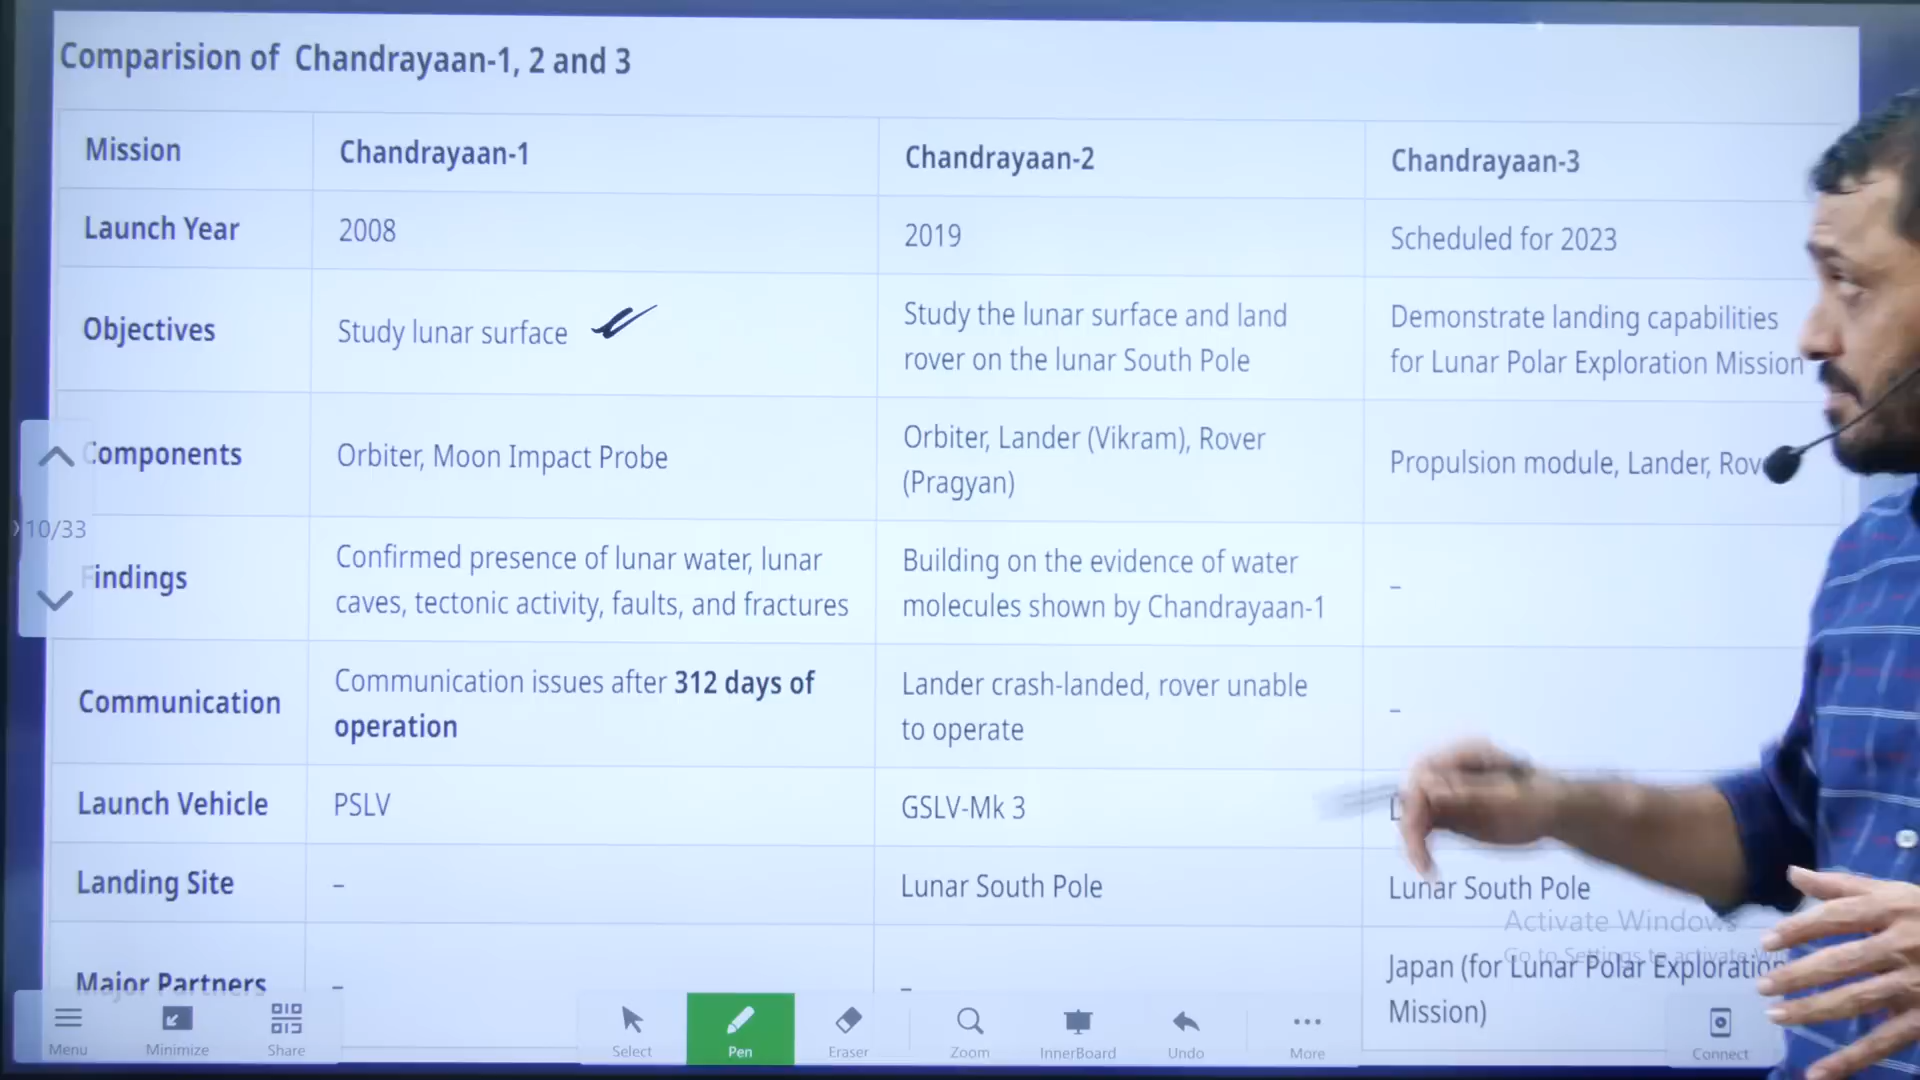 Comparision of Chandrayaan-1, 2 and 3
Mission
Chandrayaan-1
Chandrayaan-2
Chandrayaan-3
Launch Year
2008
2019
Scheduled for 2023
Objectives
Study lunar surface
Study the lunar surface and land
rover on the lunar South Pole
Demonstrate landing capabilities
for Lunar Polar Exploration Mission
Components
Orbiter, Moon Impact Probe
Orbiter, Lander (Vikram), Rover
(Pragyan)
Propulsion module, Lander,
10/33
Findings
Confirmed presence of lunar water, lunar
caves, tectonic activity, faults, and fractures
Building on the evidence of water
molecules shown by Chandrayaan-1
–
Communication
Communication issues after 312 days of
operation
Lander crash-landed, rover unable
to operate
–
Launch Vehicle
PSLV
GSLV-Mk 3
Landing Site
–
Lunar South Pole
Lunar South Pole
Activate Windows
Go to Settings to activate
Major Partners
–
–
Japan (for Lunar Polar Exploration
Mission)
Menu
Minimize
Share
Select
Pen
Eraser
Zoom
InnerBoard
Undo
More
Connect